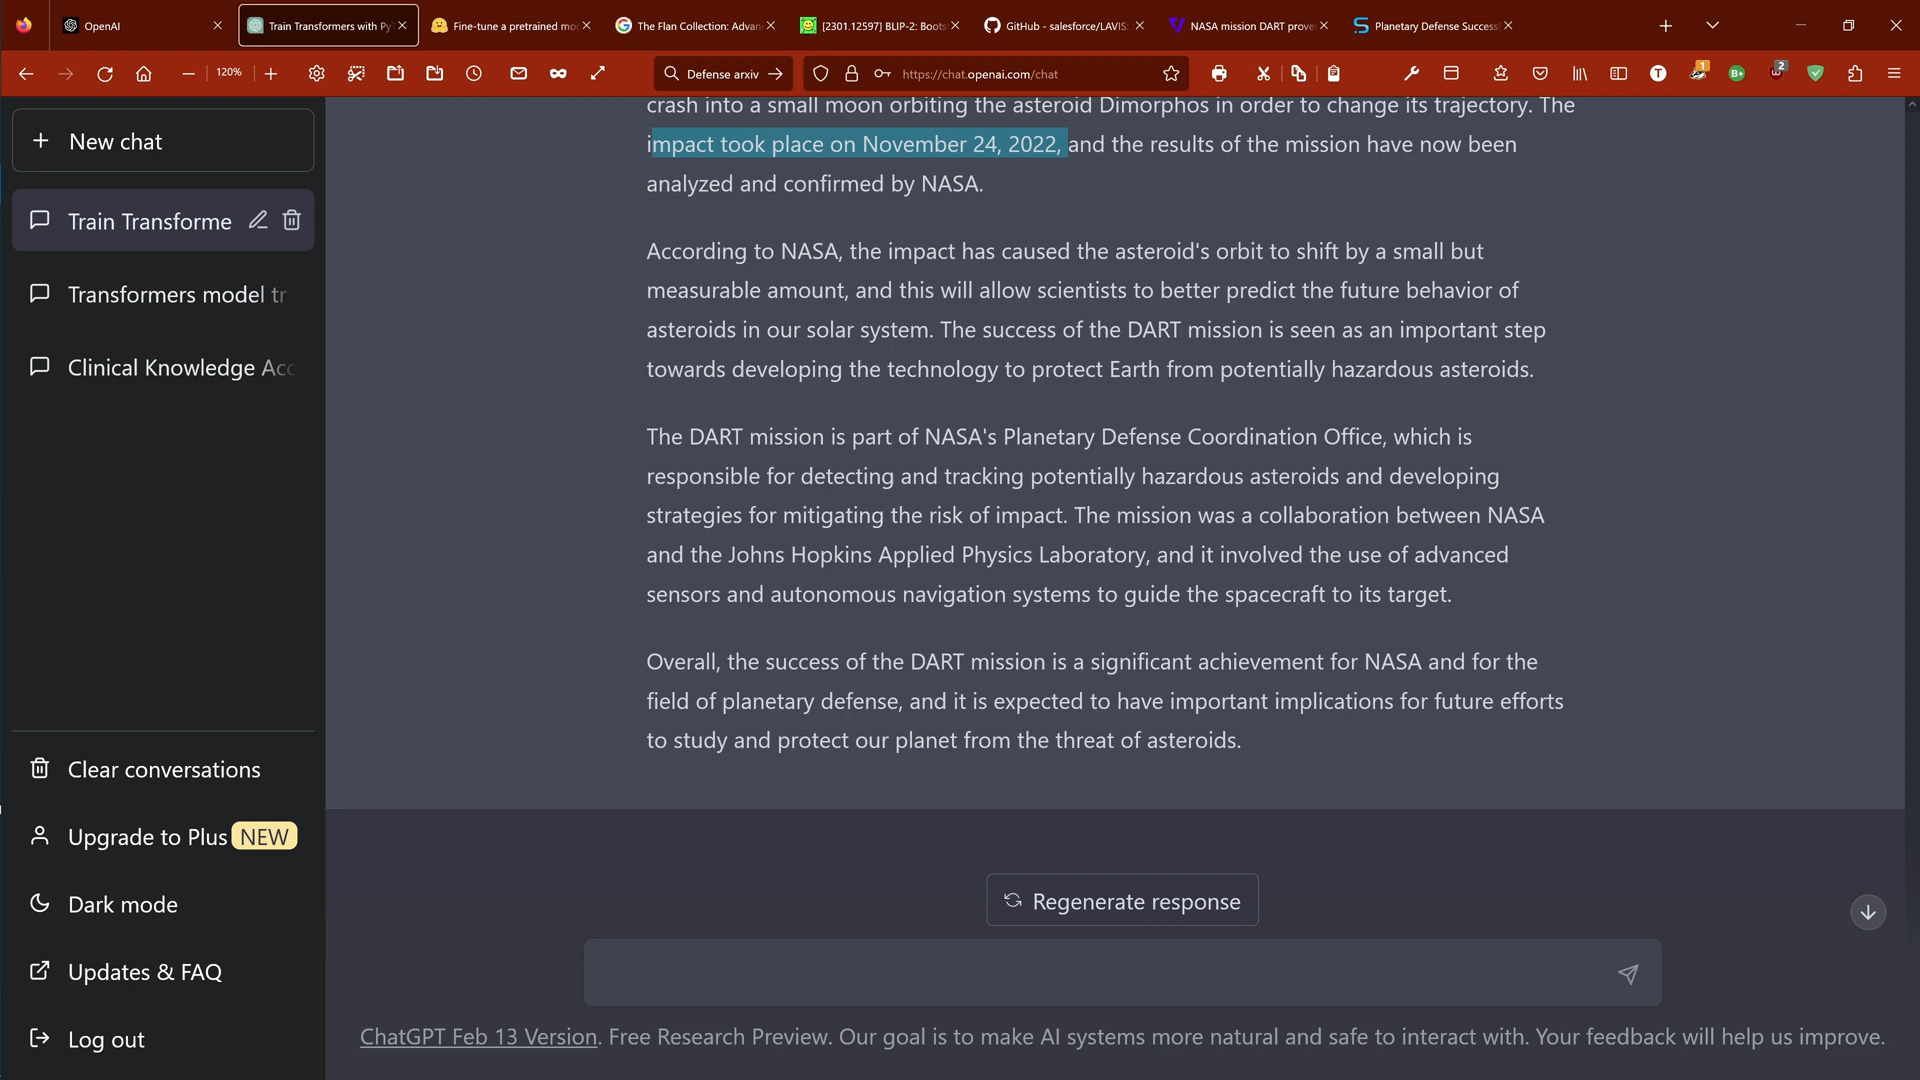 OpenAI
Train Transformers with PyT
Fine-tune a pretrained mo
The Flan Collection: Advan
[2301.12597] BLIP-2: Boots
GitHub - salesforce/LAVIS:
NASA mission DART prove
Planetary Defense Success
120%
Defense arxiv
https://chat.openai.com/chat
1
2
New chat
Train Transforme
Transformers model tr
Clinical Knowledge Acc
Clear conversations
Upgrade to Plus NEW
Dark mode
Updates & FAQ
Log out
crash into a small moon orbiting the asteroid Dimorphos in order to change its trajectory. The
impact took place on November 24, 2022, and the results of the mission have now been
analyzed and confirmed by NASA.
According to NASA, the impact has caused the asteroid's orbit to shift by a small but
measurable amount, and this will allow scientists to better predict the future behavior of
asteroids in our solar system. The success of the DART mission is seen as an important step
towards developing the technology to protect Earth from potentially hazardous asteroids.
The DART mission is part of NASA's Planetary Defense Coordination Office, which is
responsible for detecting and tracking potentially hazardous asteroids and developing
strategies for mitigating the risk of impact. The mission was a collaboration between NASA
and the Johns Hopkins Applied Physics Laboratory, and it involved the use of advanced
sensors and autonomous navigation systems to guide the spacecraft to its target.
Overall, the success of the DART mission is a significant achievement for NASA and for the
field of planetary defense, and it is expected to have important implications for future efforts
to study and protect our planet from the threat of asteroids.
Regenerate response
ChatGPT Feb 13 Version. Free Research Preview. Our goal is to make AI systems more natural and safe to interact with. Your feedback will help us improve.